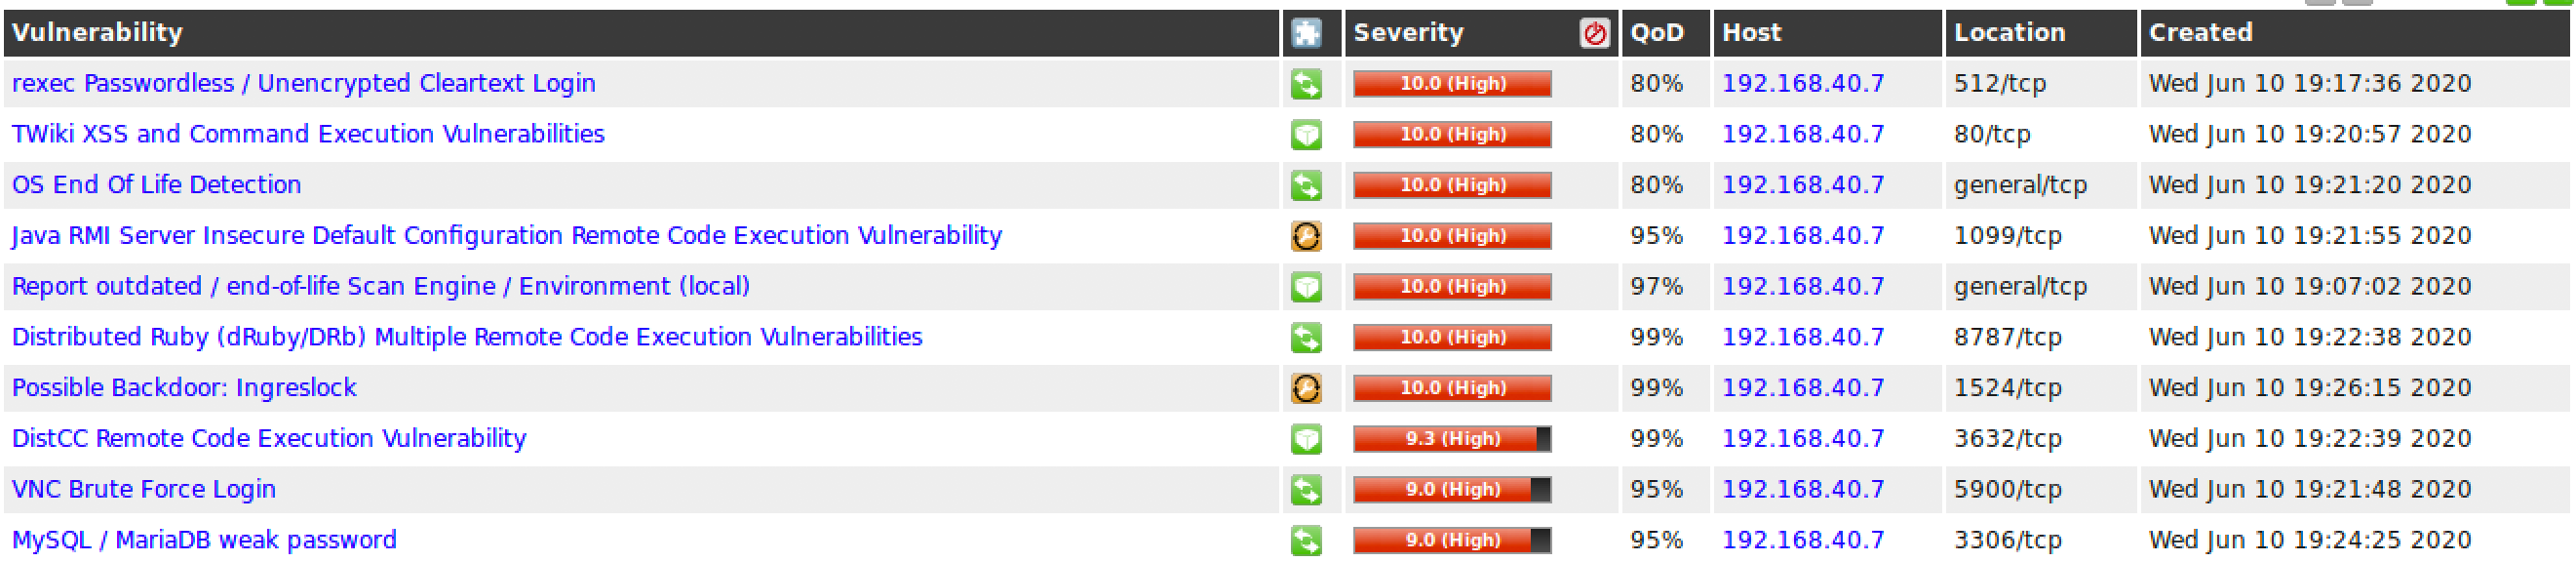 Vulnerability Severity QoD Host Location Created
rexec Passwordless / Unencrypted Cleartext Login 10.0 (High) 80% 192.168.40.7 512/tcp Wed Jun 10 19:17:36 2020
TWiki XSS and Command Execution Vulnerabilities 10.0 (High) 80% 192.168.40.7 80/tcp Wed Jun 10 19:20:57 2020
OS End Of Life Detection 10.0 (High) 80% 192.168.40.7 general/tcp Wed Jun 10 19:21:20 2020
Java RMI Server Insecure Default Configuration Remote Code Execution Vulnerability 10.0 (High) 95% 192.168.40.7 1099/tcp Wed Jun 10 19:21:55 2020
Report outdated / end-of-life Scan Engine / Environment (local) 10.0 (High) 97% 192.168.40.7 general/tcp Wed Jun 10 19:07:02 2020
Distributed Ruby (dRuby/DRb) Multiple Remote Code Execution Vulnerabilities 10.0 (High) 99% 192.168.40.7 8787/tcp Wed Jun 10 19:22:38 2020
Possible Backdoor: Ingreslock 10.0 (High) 99% 192.168.40.7 1524/tcp Wed Jun 10 19:26:15 2020
DistCC Remote Code Execution Vulnerability 9.3 (High) 99% 192.168.40.7 3632/tcp Wed Jun 10 19:22:39 2020
VNC Brute Force Login 9.0 (High) 95% 192.168.40.7 5900/tcp Wed Jun 10 19:21:48 2020
MySQL / MariaDB weak password 9.0 (High) 95% 192.168.40.7 3306/tcp Wed Jun 10 19:24:25 2020